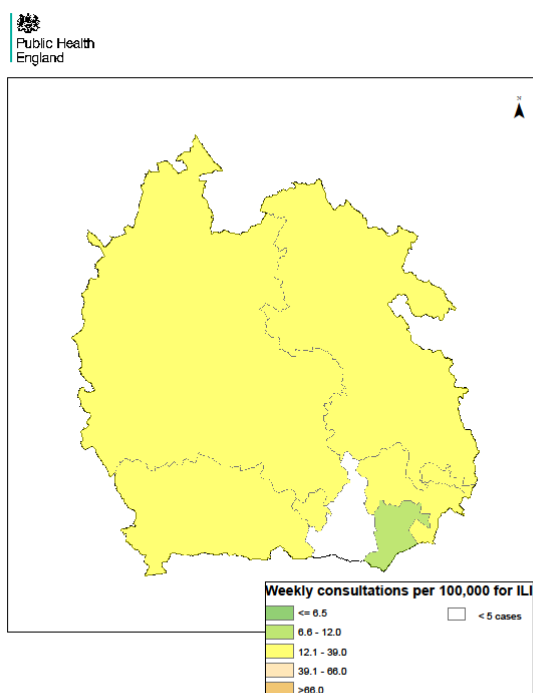 Public Health
England
N
Weekly consultations per 100,000 for ILI
<= 6.5
< 5 cases
6.6 - 12.0
12.1 - 39.0
39.1 - 66.0
>66.0